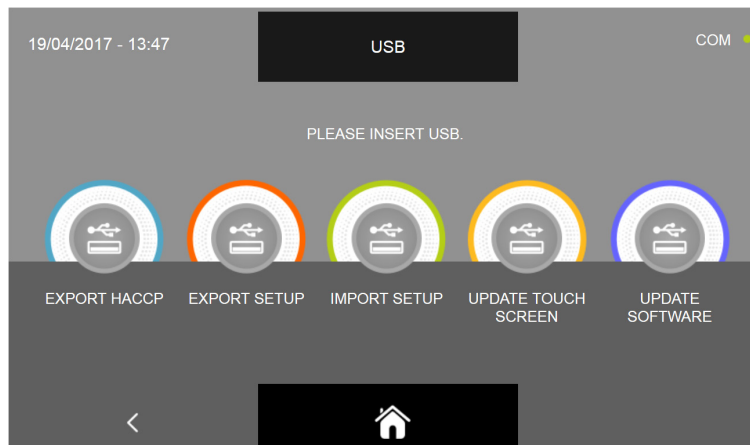 19/04/2017 - 13:47
USB
COM
PLEASE INSERT USB.
EXPORT HACCP
EXPORT SETUP
IMPORT SETUP
UPDATE TOUCH
SCREEN
UPDATE
SOFTWARE